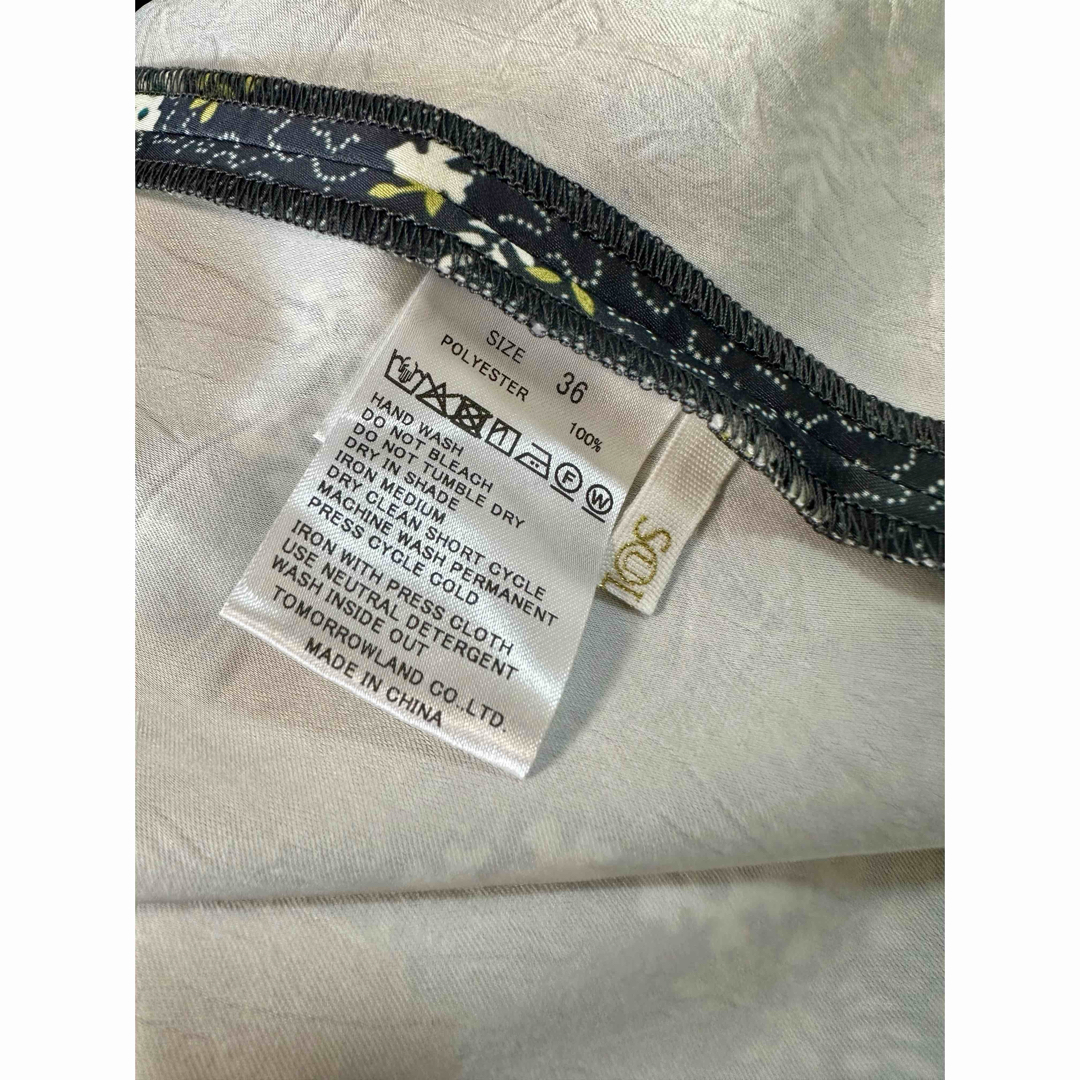 SIZE 36
POLYESTER 100%
HAND WASH
DO NOT BLEACH
DO NOT TUMBLE DRY
DRY IN SHADE
IRON MEDIUM
DRY CLEAN SHORT CYCLE
MACHINE WASH PERMANENT
PRESS CYCLE COLD
IRON WITH PRESS CLOTH
USE NEUTRAL DETERGENT
WASH INSIDE OUT
TOMORROWLAND CO.,LTD.
MADE IN CHINA
F
W